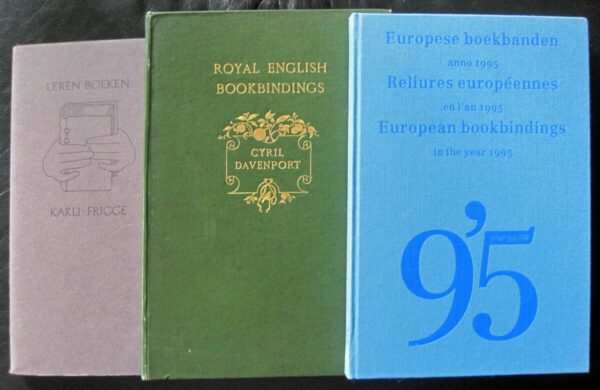 LEREN BOEKEN
KARLI FRIGGE
ROYAL ENGLISH
BOOKBINDINGS
CYRIL
DAVENPORT
Europese boekbanden
anno 1995
Reliures européennes
en l'an 1995
European bookbindings
in the year 1995
9'5